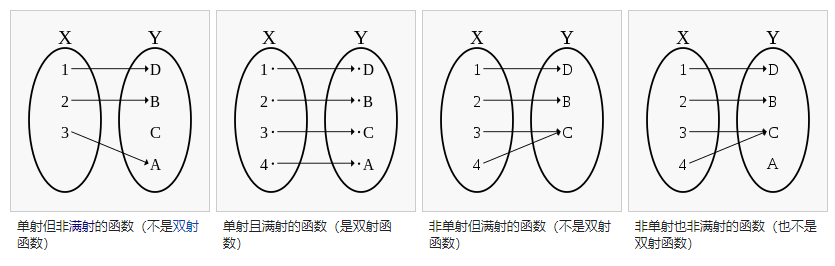 X Y
1 D
2 B
3 C
A
单射但非满射的函数（不是双射
函数）
X Y
1 D
2 B
3 C
4 A
单射且满射的函数（是双射函
数）
X Y
1 D
2 B
3 C
4
非单射但满射的函数（不是双射
函数）
X Y
1 D
2 B
3 C
4 A
非单射也非满射的函数（也不是
双射函数）